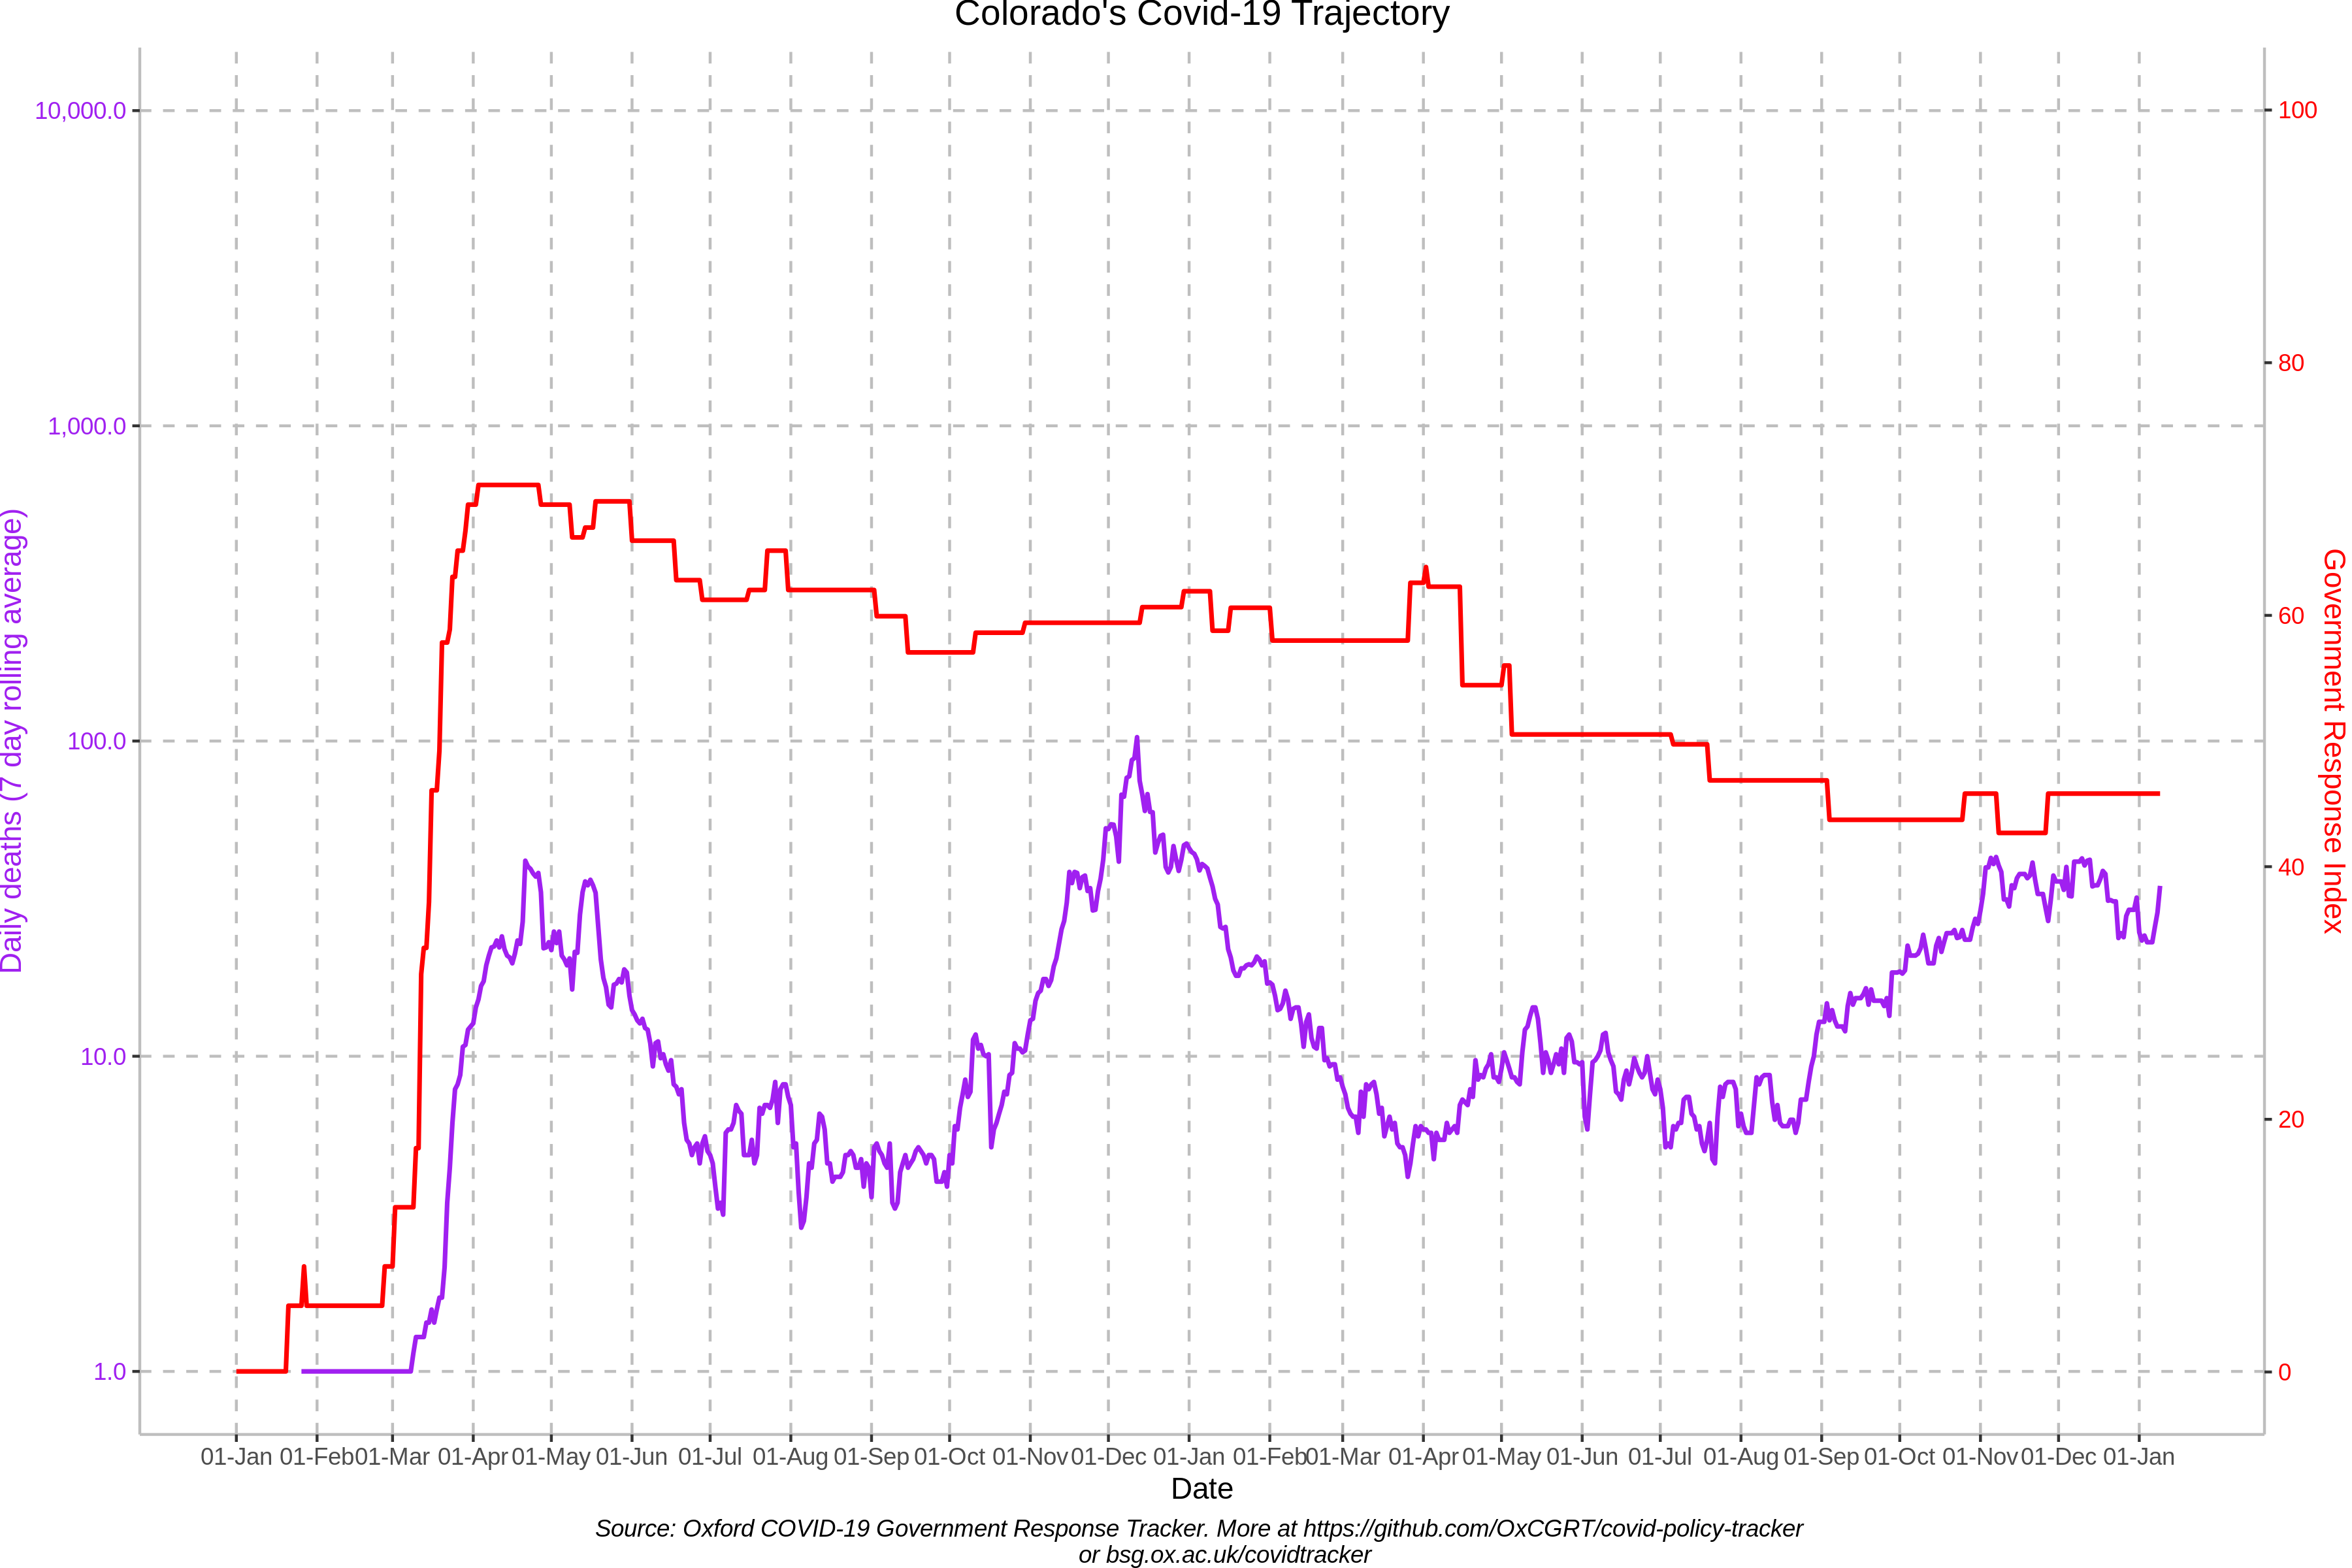 Colorado's Covid-19 Trajectory
10,000.0
1,000.0
100.0
10.0
1.0
Daily deaths (7 day rolling average)
100
80
60
40
20
0
Government Response Index
01-Jan 01-Feb 01-Mar 01-Apr 01-May 01-Jun 01-Jul 01-Aug 01-Sep 01-Oct 01-Nov 01-Dec 01-Jan 01-Feb 01-Mar 01-Apr 01-May 01-Jun 01-Jul 01-Aug 01-Sep 01-Oct 01-Nov 01-Dec 01-Jan
Date
Source: Oxford COVID-19 Government Response Tracker. More at https://github.com/OxCGRT/covid-policy-tracker
or bsg.ox.ac.uk/covidtracker